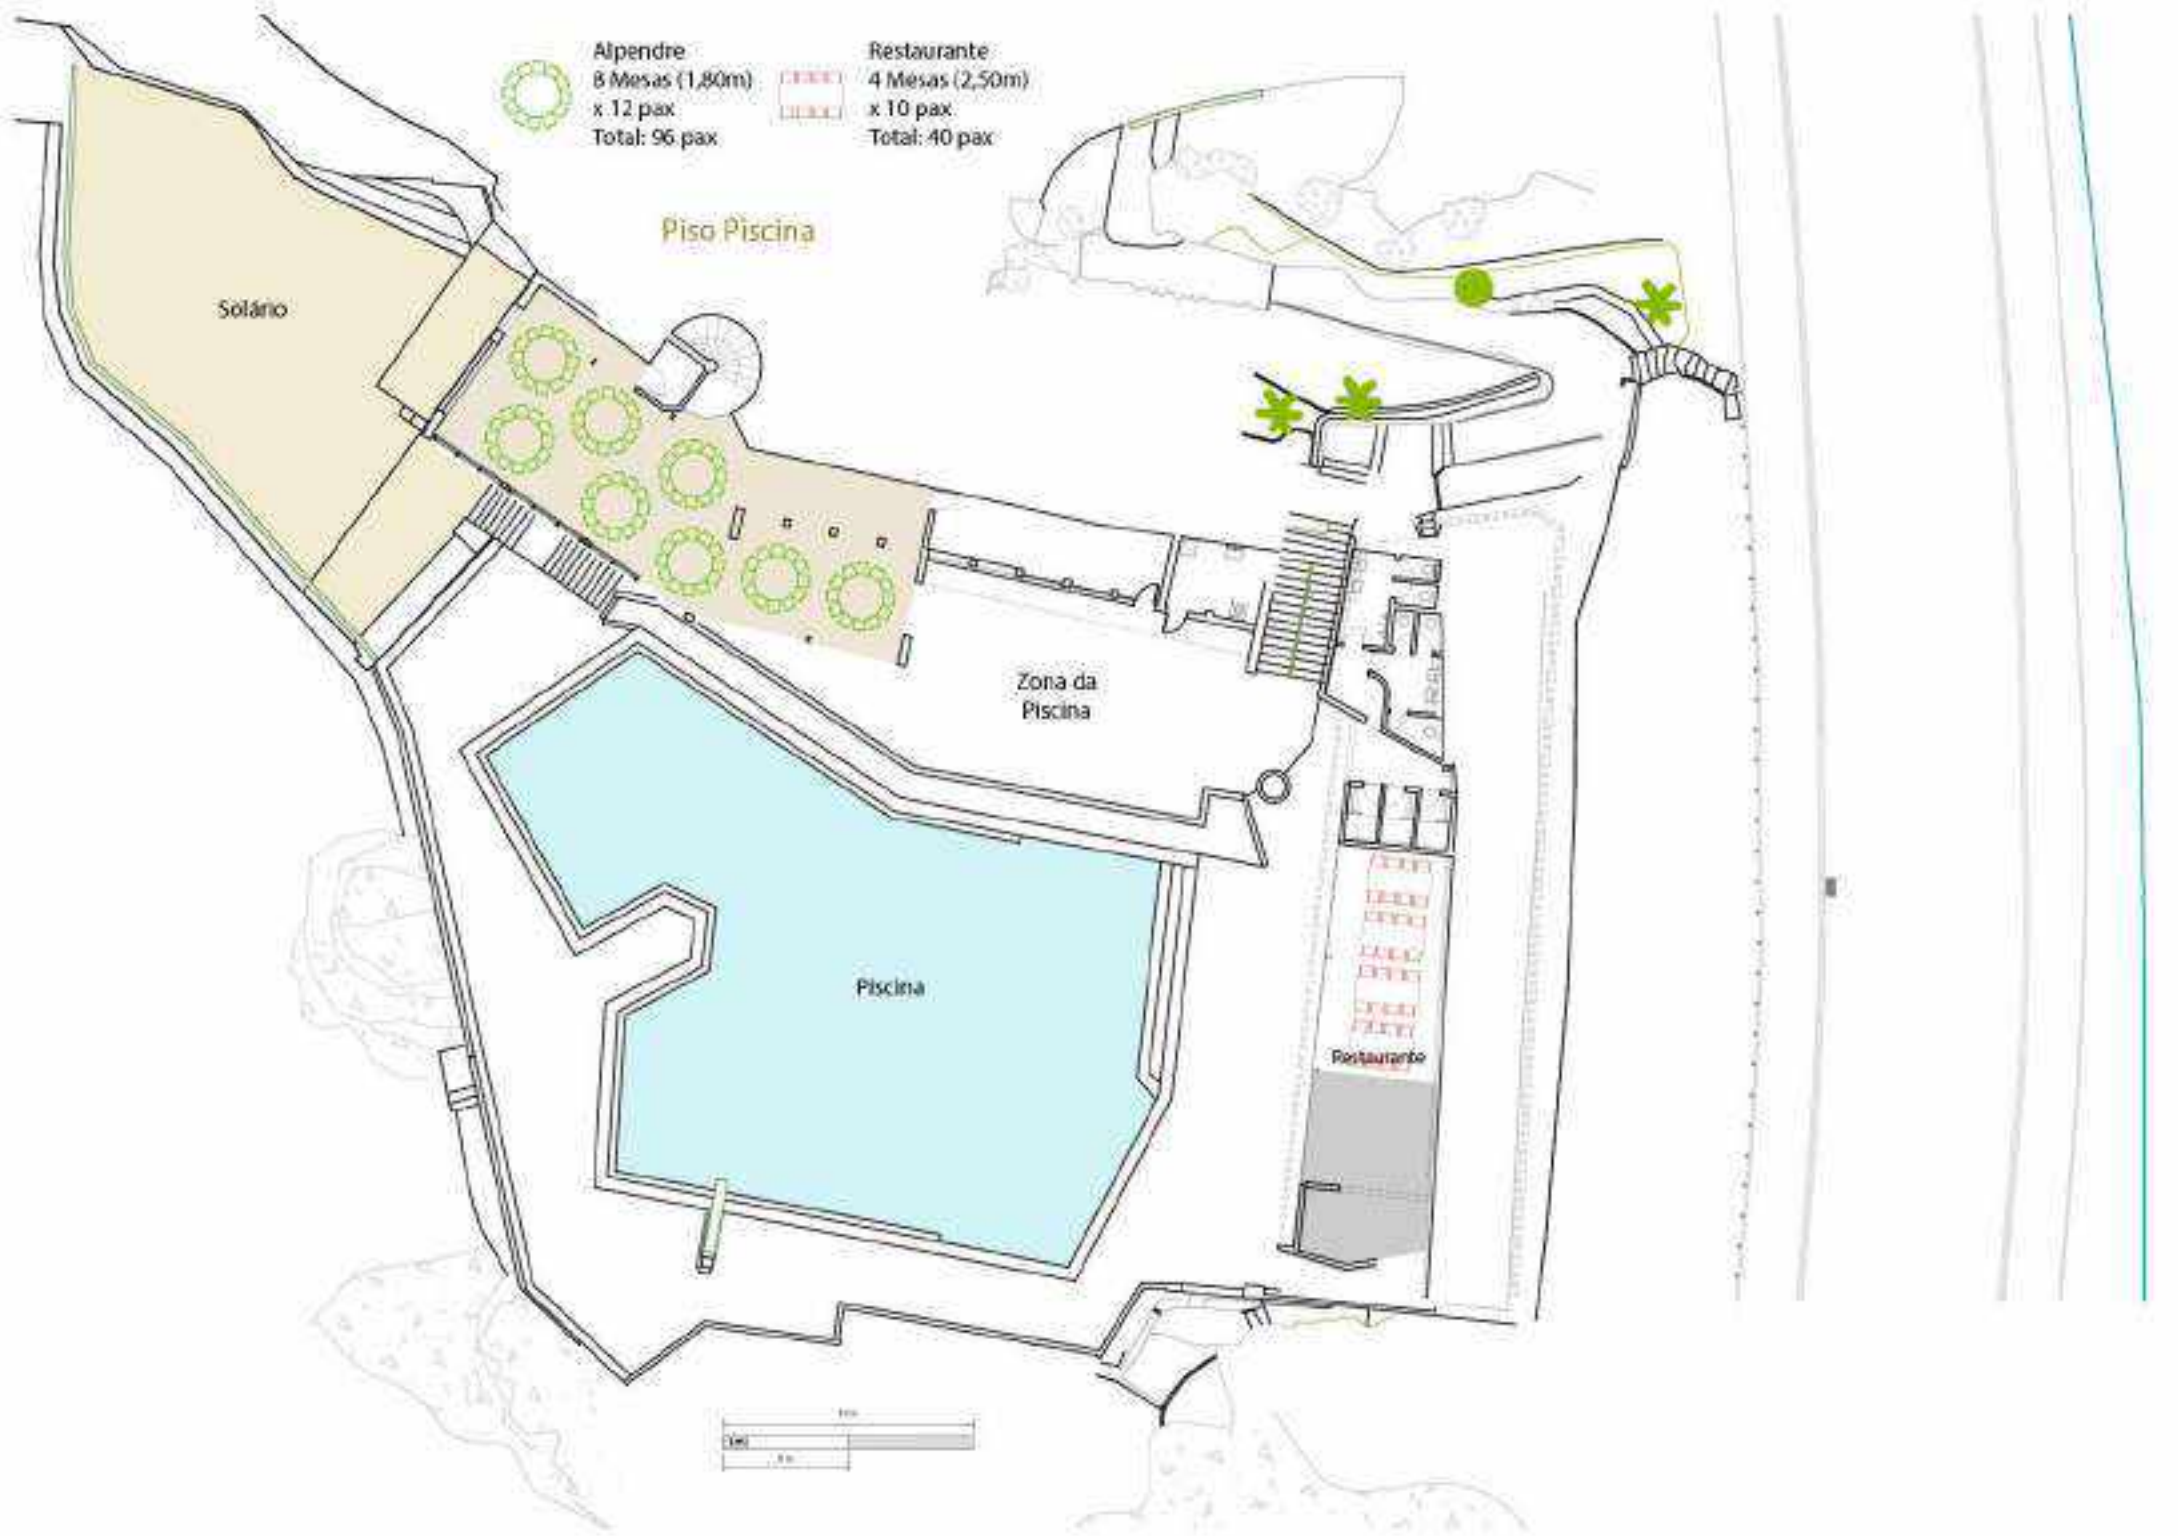 Alpendre
8 Mesas (1,80m)
x 12 pax
Total: 96 pax
Restaurante
4 Mesas (2,50m)
x 10 pax
Total: 40 pax
Piso Piscina
Solário
Zona da
Piscina
Piscina
Restaurante